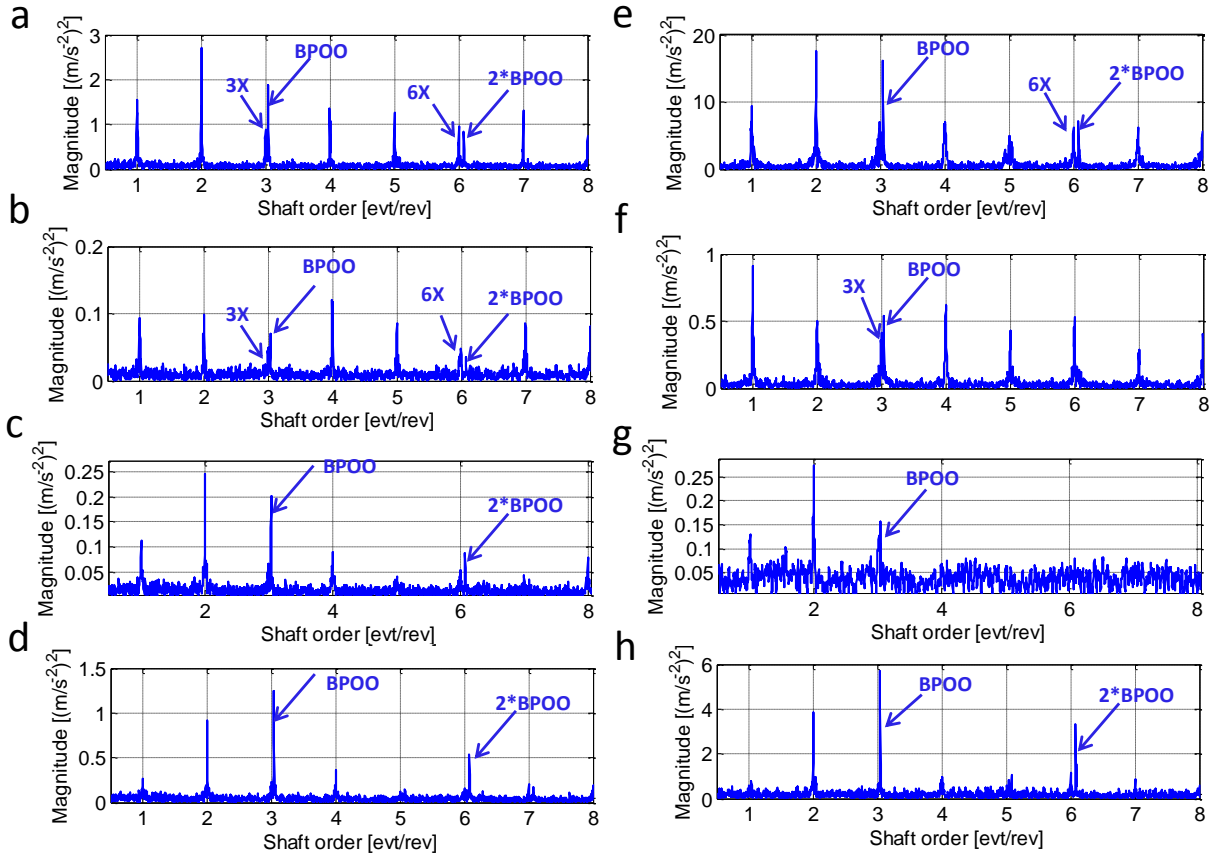 a
Magnitude [(m/s⁻²)²]
3
2
1
0
3X
BPOO
6X
2*BPOO
1 2 3 4 5 6 7 8
Shaft order [evt/rev]
b
Magnitude [(m/s⁻²)²]
0.2
0.1
0
3X
BPOO
6X
2*BPOO
1 2 3 4 5 6 7 8
Shaft order [evt/rev]
c
Magnitude [(m/s⁻²)²]
0.25
0.2
0.15
0.1
0.05
BPOO
2*BPOO
2 4 6 8
Shaft order [evt/rev]
d
Magnitude [(m/s⁻²)²]
1.5
1
0.5
0
BPOO
2*BPOO
1 2 3 4 5 6 7 8
Shaft order [evt/rev]
e
Magnitude [(m/s⁻²)²]
20
10
0
BPOO
6X
2*BPOO
1 2 3 4 5 6 7 8
Shaft order [evt/rev]
f
Magnitude [(m/s⁻²)²]
1
0.5
0
3X
BPOO
1 2 3 4 5 6 7 8
Shaft order [evt/rev]
g
Magnitude [(m/s⁻²)²]
0.25
0.2
0.15
0.1
0.05
BPOO
2 4 6 8
Shaft order [evt/rev]
h
Magnitude [(m/s⁻²)²]
6
4
2
0
BPOO
2*BPOO
1 2 3 4 5 6 7 8
Shaft order [evt/rev]